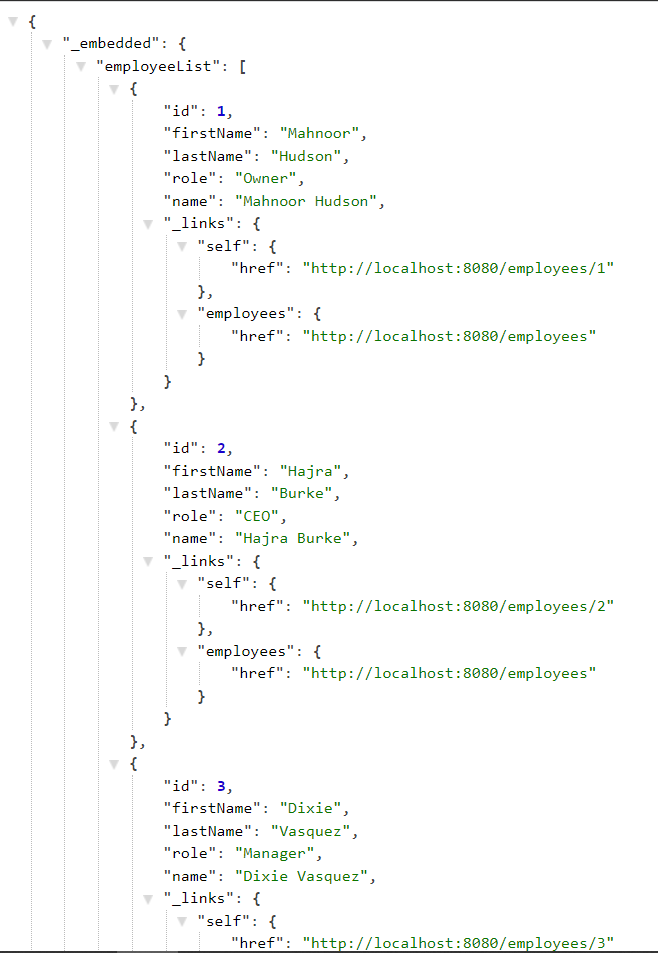 {
"_embedded": {
"employeeList": [
{
"id": 1,
"firstName": "Mahnoor",
"lastName": "Hudson",
"role": "Owner",
"name": "Mahnoor Hudson",
"_links": {
"self": {
"href": "http://localhost:8080/employees/1"
},
"employees": {
"href": "http://localhost:8080/employees"
}
}
},
{
"id": 2,
"firstName": "Hajra",
"lastName": "Burke",
"role": "CEO",
"name": "Hajra Burke",
"_links": {
"self": {
"href": "http://localhost:8080/employees/2"
},
"employees": {
"href": "http://localhost:8080/employees"
}
}
},
{
"id": 3,
"firstName": "Dixie",
"lastName": "Vasquez",
"role": "Manager",
"name": "Dixie Vasquez",
"_links": {
"self": {
"href": "http://localhost:8080/employees/3"